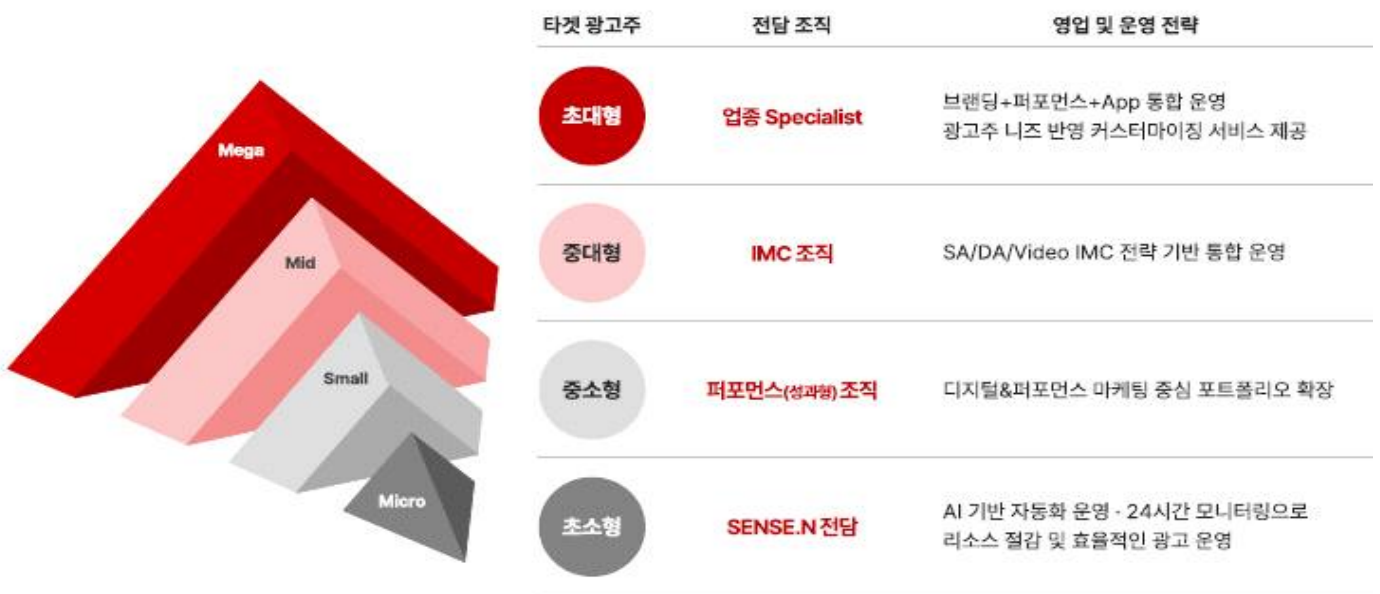 타겟 광고주 전담 조직 영업 및 운영 전략
Mega
초대형
업종 Specialist
브랜딩+퍼포먼스+App 통합 운영
광고주 니즈 반영 커스터마이징 서비스 제공
Mid
중대형
IMC 조직
SA/DA/Video IMC 전략 기반 통합 운영
Small
중소형
퍼포먼스(성과형) 조직
디지털&퍼포먼스 마케팅 중심 포트폴리오 확장
Micro
초소형
SENSE.N 전담
AI 기반 자동화 운영 · 24시간 모니터링으로
리소스 절감 및 효율적인 광고 운영